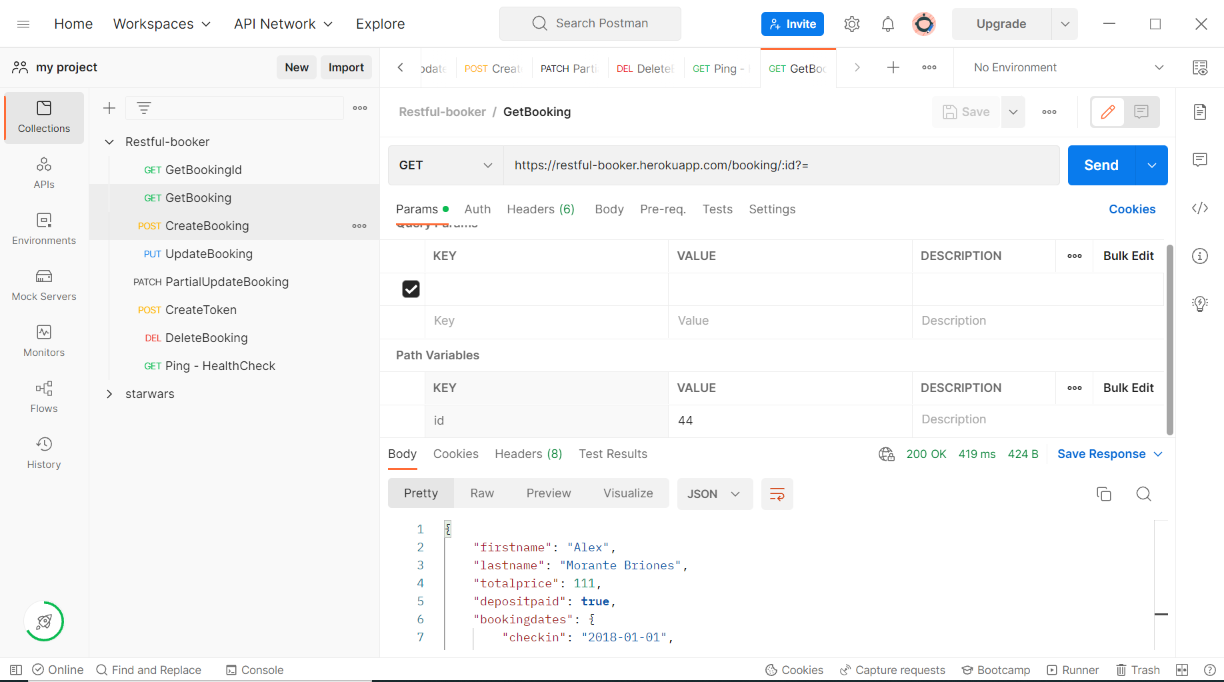 Home Workspaces API Network Explore Search Postman Invite Upgrade
my project New Import
POST Creat PATCH Parti DEL Delete GET Ping - GET GetBoo No Environment
Restful-booker / GetBooking Save
Collections
APIs
Environments
Mock Servers
Monitors
Flows
History
Restful-booker
GET GetBookingId
GET GetBooking
POST CreateBooking
PUT UpdateBooking
PATCH PartialUpdateBooking
POST CreateToken
DEL DeleteBooking
GET Ping - HealthCheck
starwars
GET https://restful-booker.herokuapp.com/booking/:id?= Send
Params Auth Headers (6) Body Pre-req. Tests Settings Cookies
Query Params
KEY VALUE DESCRIPTION Bulk Edit
Key Value Description
Path Variables
KEY VALUE DESCRIPTION Bulk Edit
id 44 Description
Body Cookies Headers (8) Test Results 200 OK 419 ms 424 B Save Response
Pretty Raw Preview Visualize JSON
1 {
2 "firstname": "Alex",
3 "lastname": "Morante Briones",
4 "totalprice": 111,
5 "depositpaid": true,
6 "bookingdates": {
7 "checkin": "2018-01-01",
Online Find and Replace Console Cookies Capture requests Bootcamp Runner Trash